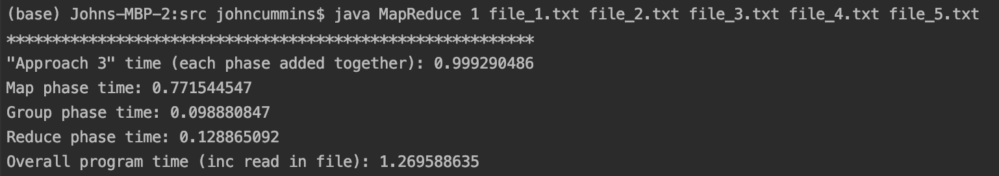 (base) Johns-MBP-2:src johncummins$ java MapReduce 1 file_1.txt file_2.txt file_3.txt file_4.txt file_5.txt
**********************************************************
"Approach 3" time (each phase added together): 0.999290486
Map phase time: 0.771544547
Group phase time: 0.098880847
Reduce phase time: 0.128865092
Overall program time (inc read in file): 1.269588635